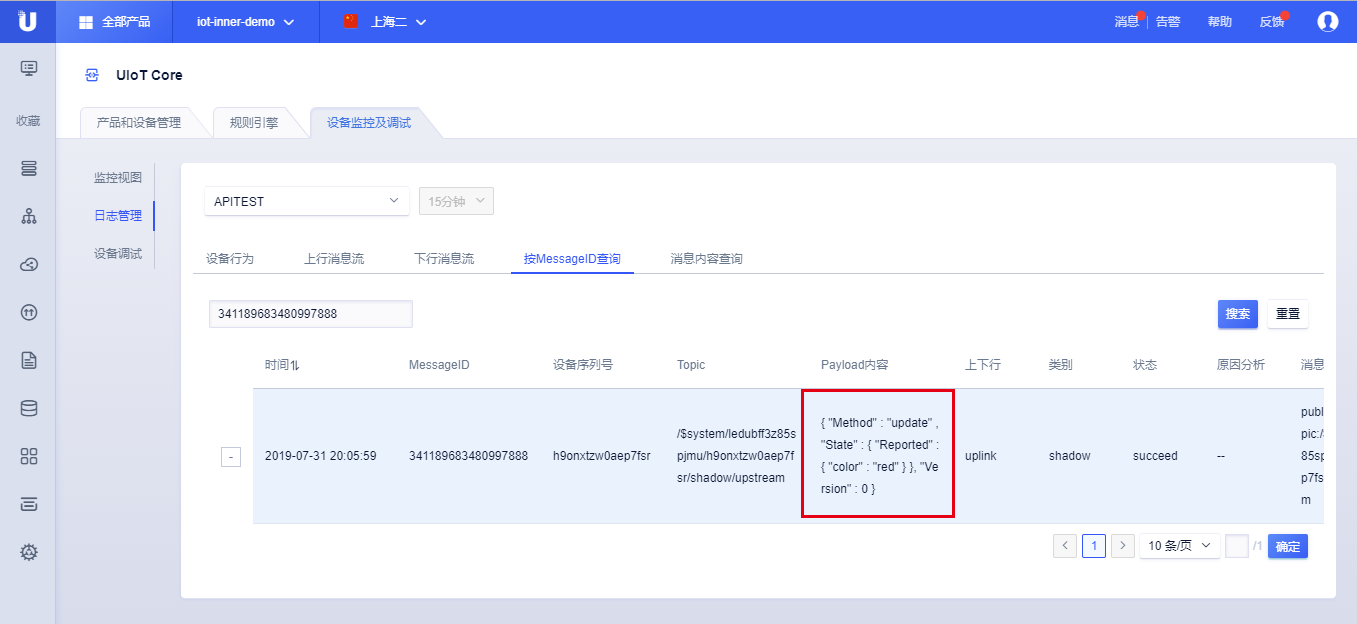 全部产品
iot-inner-demo
上海二
消息
告警
帮助
反馈
收藏
UIoT Core
产品和设备管理
规则引擎
设备监控及调试
监控视图
日志管理
设备调试
APITEST
15分钟
设备行为
上行消息流
下行消息流
按MessageID查询
消息内容查询
341189683480997888
搜索
重置
时间
MessageID
设备序列号
Topic
Payload内容
上下行
类别
状态
原因分析
消息
-
2019-07-31 20:05:59
341189683480997888
h9onxtzw0aep7fsr
/$system/ledubff3z85s
pjmu/h9onxtzw0aep7f
sr/shadow/upstream
{ "Method" : "update" ,
"State" : { "Reported" :
{ "color" : "red" } }, "Ve
rsion" : 0 }
uplink
shadow
succeed
--
publ
pic:/
85sp
p7fs
m
<
1
>
10 条/页
/1
确定